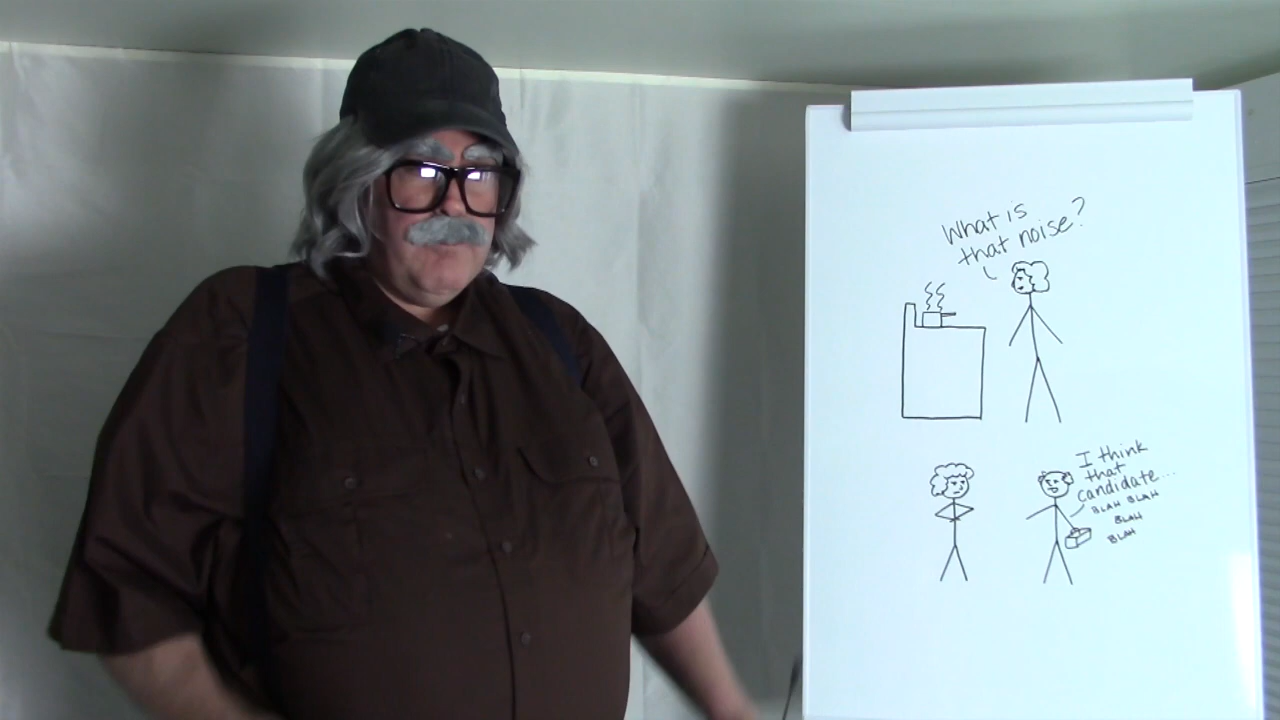 What is
that noise?
I think
that
candidate...
BLAH BLAH
BLAH
BLAH